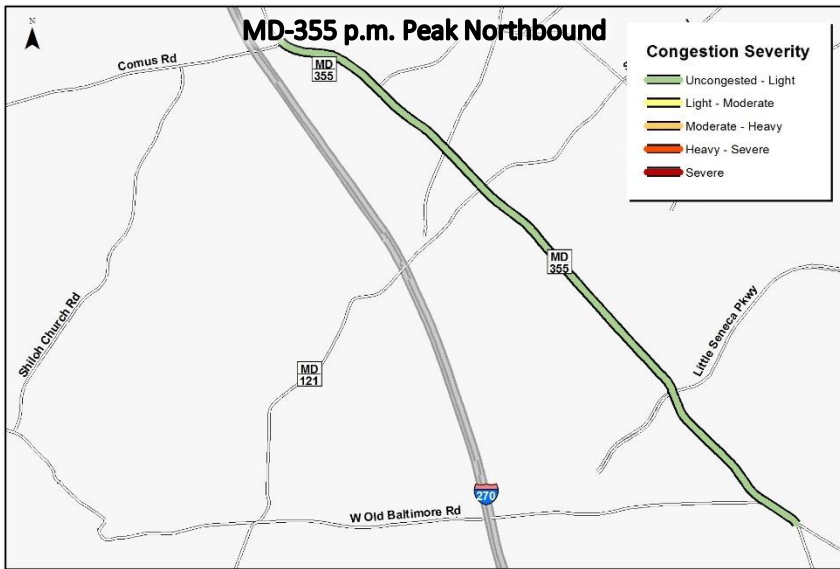 MD-355 p.m. Peak Northbound
N
Comus Rd
MD
355
Congestion Severity
Uncongested - Light
Light - Moderate
Moderate - Heavy
Heavy - Severe
Severe
MD
355
Shiloh Church Rd
Little Seneca Pkwy
MD
121
270
W Old Baltimore Rd